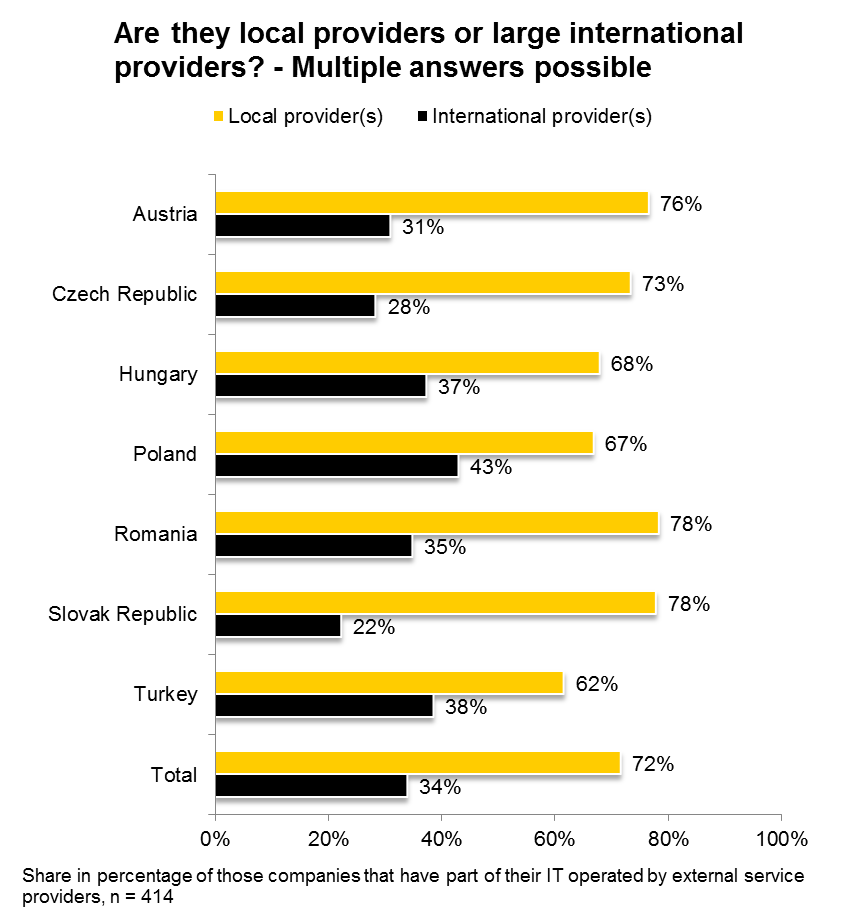 Are they local providers or large international
providers? - Multiple answers possible
Local provider(s) International provider(s)
Austria
76%
31%
Czech Republic
73%
28%
Hungary
68%
37%
Poland
67%
43%
Romania
78%
35%
Slovak Republic
78%
22%
Turkey
62%
38%
Total
72%
34%
0% 20% 40% 60% 80% 100%
Share in percentage of those companies that have part of their IT operated by external service
providers, n = 414